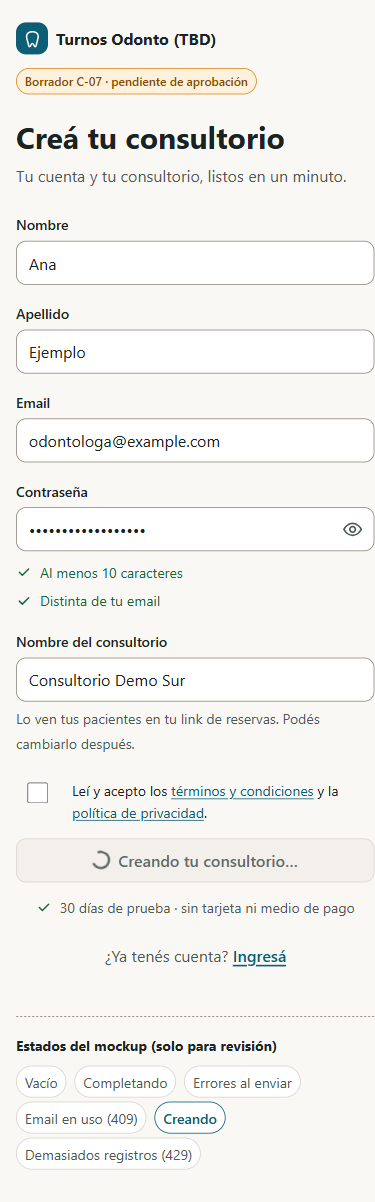 Turnos Odonto (TBD)
Borrador C-07 · pendiente de aprobación
Creá tu consultorio
Tu cuenta y tu consultorio, listos en un minuto.
Nombre
Ana
Apellido
Ejemplo
Email
odontologa@example.com
Contraseña
••••••••••••••••••
Al menos 10 caracteres
Distinta de tu email
Nombre del consultorio
Consultorio Demo Sur
Lo ven tus pacientes en tu link de reservas. Podés
cambiarlo después.
Leí y acepto los términos y condiciones y la
política de privacidad.
Creando tu consultorio...
30 días de prueba · sin tarjeta ni medio de pago
¿Ya tenés cuenta? Ingresá
Estados del mockup (solo para revisión)
Vacío
Completando
Errores al enviar
Email en uso (409)
Creando
Demasiados registros (429)